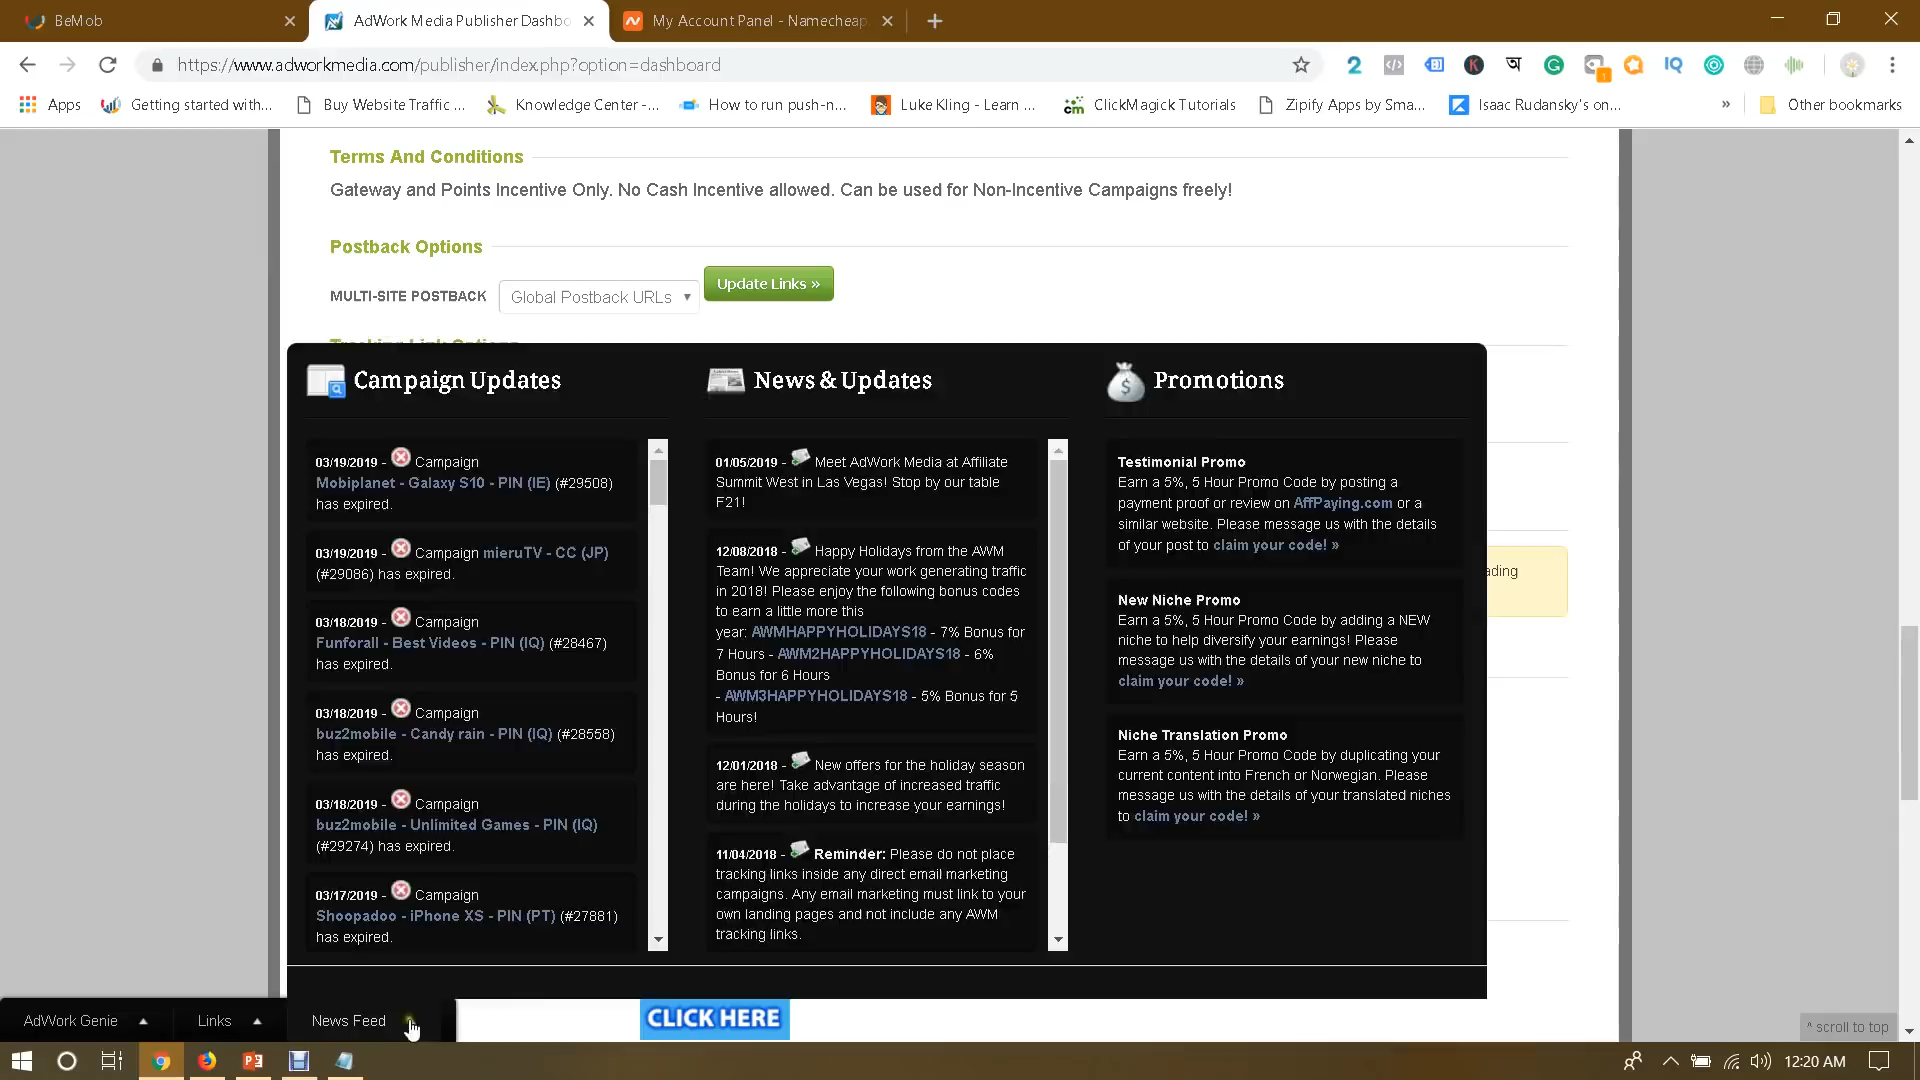 BeMob
AdWork Media Publisher Dashbo
My Account Panel - Namecheap
https://www.adworkmedia.com/publisher/index.php?option=dashboard
Apps
Getting started with...
Buy Website Traffic ...
Knowledge Center -...
How to run push-n...
Luke Kling - Learn ...
ClickMagick Tutorials
Zipify Apps by Sma...
Isaac Rudansky's on...
»
Other bookmarks
Terms And Conditions
Gateway and Points Incentive Only. No Cash Incentive allowed. Can be used for Non-Incentive Campaigns freely!
Postback Options
MULTI-SITE POSTBACK
Global Postback URLs
Update Links »
Campaign Updates
03/19/2019 - Campaign
Mobiplanet - Galaxy S10 - PIN (IE) (#29508)
has expired.
03/19/2019 - Campaign mieruTV - CC (JP)
(#29086) has expired.
03/18/2019 - Campaign
Funforall - Best Videos - PIN (IQ) (#28467)
has expired.
03/18/2019 - Campaign
buz2mobile - Candy rain - PIN (IQ) (#28558)
has expired.
03/18/2019 - Campaign
buz2mobile - Unlimited Games - PIN (IQ)
(#29274) has expired.
03/17/2019 - Campaign
Shoopadoo - iPhone XS - PIN (PT) (#27881)
has expired.
News & Updates
01/05/2019 - Meet AdWork Media at Affiliate
Summit West in Las Vegas! Stop by our table
F21!
12/08/2018 - Happy Holidays from the AWM
Team! We appreciate your work generating traffic
in 2018! Please enjoy the following bonus codes
to earn a little more this
year: AWMHAPPYHOLIDAYS18 - 7% Bonus for
7 Hours - AWM2HAPPYHOLIDAYS18 - 6%
Bonus for 6 Hours
- AWM3HAPPYHOLIDAYS18 - 5% Bonus for 5
Hours!
12/01/2018 - New offers for the holiday season
are here! Take advantage of increased traffic
during the holidays to increase your earnings!
11/04/2018 - Reminder: Please do not place
tracking links inside any direct email marketing
campaigns. Any email marketing must link to your
own landing pages and not include any AWM
tracking links.
Promotions
Testimonial Promo
Earn a 5%, 5 Hour Promo Code by posting a
payment proof or review on AffPaying.com or a
similar website. Please message us with the details
of your post to claim your code! »
New Niche Promo
Earn a 5%, 5 Hour Promo Code by adding a NEW
niche to help diversify your earnings! Please
message us with the details of your new niche to
claim your code! »
Niche Translation Promo
Earn a 5%, 5 Hour Promo Code by duplicating your
current content into French or Norwegian. Please
message us with the details of your translated niches
to claim your code! »
ading
AdWork Genie
Links
News Feed
CLICK HERE
^ scroll to top
12:20 AM